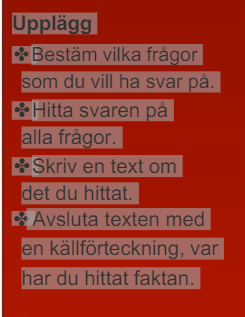 Upplägg
✤Bestäm vilka frågor
som du vill ha svar på.
✤Hitta svaren på
alla frågor.
✤Skriv en text om
det du hittat.
✤Avsluta texten med
en källförteckning, var
har du hittat faktan.